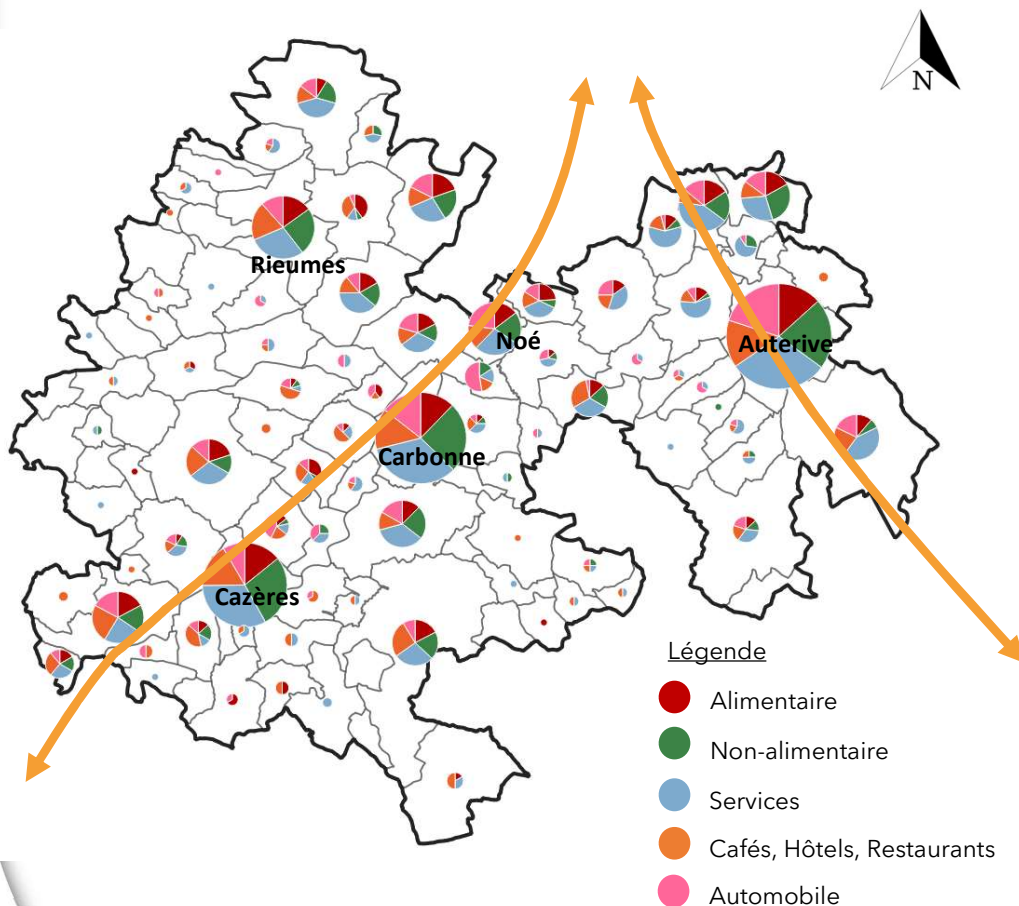 N
Rieumes
Noé
Auterive
Carbonne
Cazères
Légende
Alimentaire
Non-alimentaire
Services
Cafés, Hôtels, Restaurants
Automobile